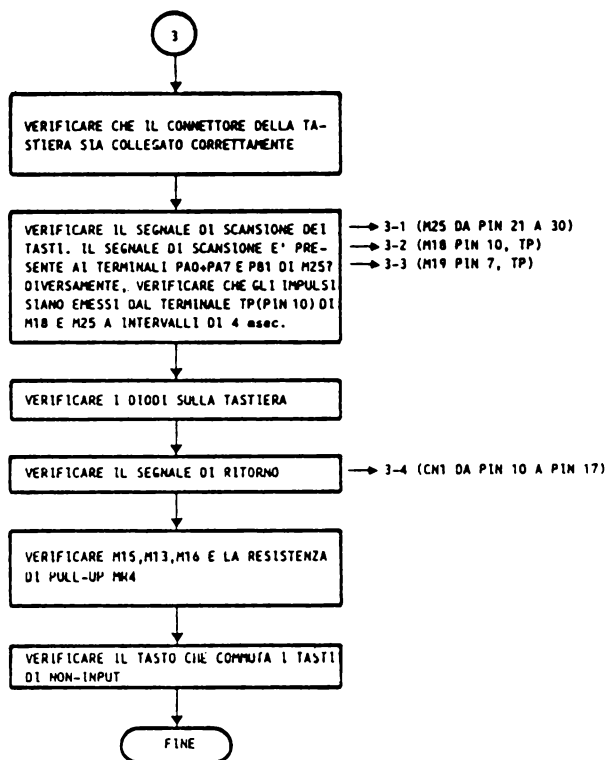 3
VERIFICARE CHE IL CONNETTORE DELLA TA-
STIERA SIA COLLEGATO CORRETTAMENTE
VERIFICARE IL SEGNALE DI SCANSIONE DEI
TASTI. IL SEGNALE DI SCANSIONE E' PRE-
SENTE AI TERMINALI PA0+PA7 E PB1 DI M25?
DIVERSAMENTE, VERIFICARE CHE GLI IMPULSI
SIANO EMESSI DAL TERMINALE TP(PIN 10) DI
M18 E M25 A INTERVALLI DI 4 msec.
3-1 (M25 DA PIN 21 A 30)
3-2 (M18 PIN 10, TP)
3-3 (M19 PIN 7, TP)
VERIFICARE I DIODI SULLA TASTIERA
VERIFICARE IL SEGNALE DI RITORNO
3-4 (CN1 DA PIN 10 A PIN 17)
VERIFICARE M15,M13,M16 E LA RESISTENZA
DI PULL-UP MR4
VERIFICARE IL TASTO CHE COMMUTA I TASTI
DI NON-INPUT
FINE